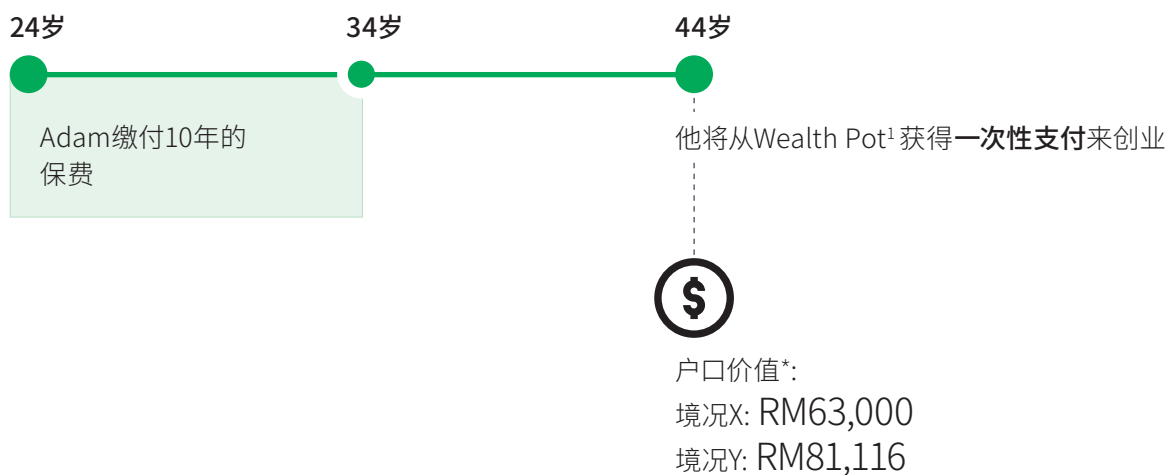 24岁 34岁 44岁
Adam缴付10年的
保费
他将从Wealth Pot¹ 获得一次性支付来创业
$
户口价值*:
境况X: RM63,000
境况Y: RM81,116